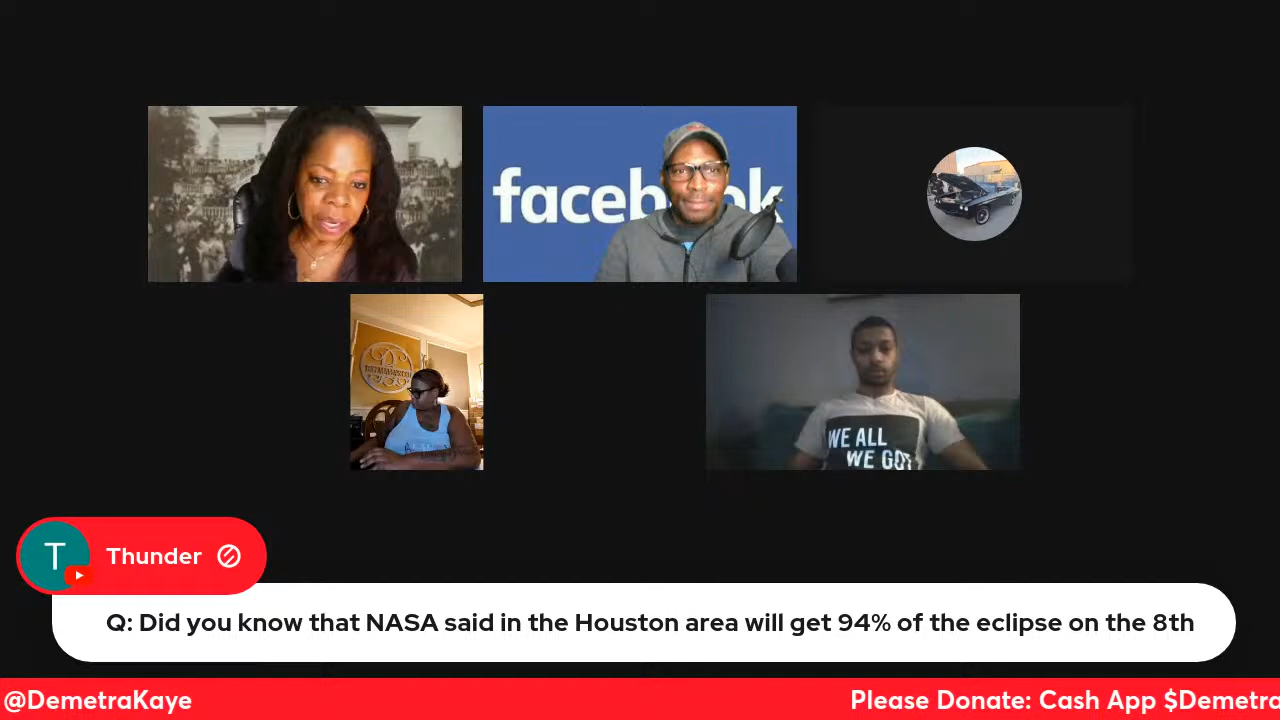 facebook
WE ALL
WE GOT
T
Thunder
Q: Did you know that NASA said in the Houston area will get 94% of the eclipse on the 8th
@DemetraKaye
Please Donate: Cash App $Demetra